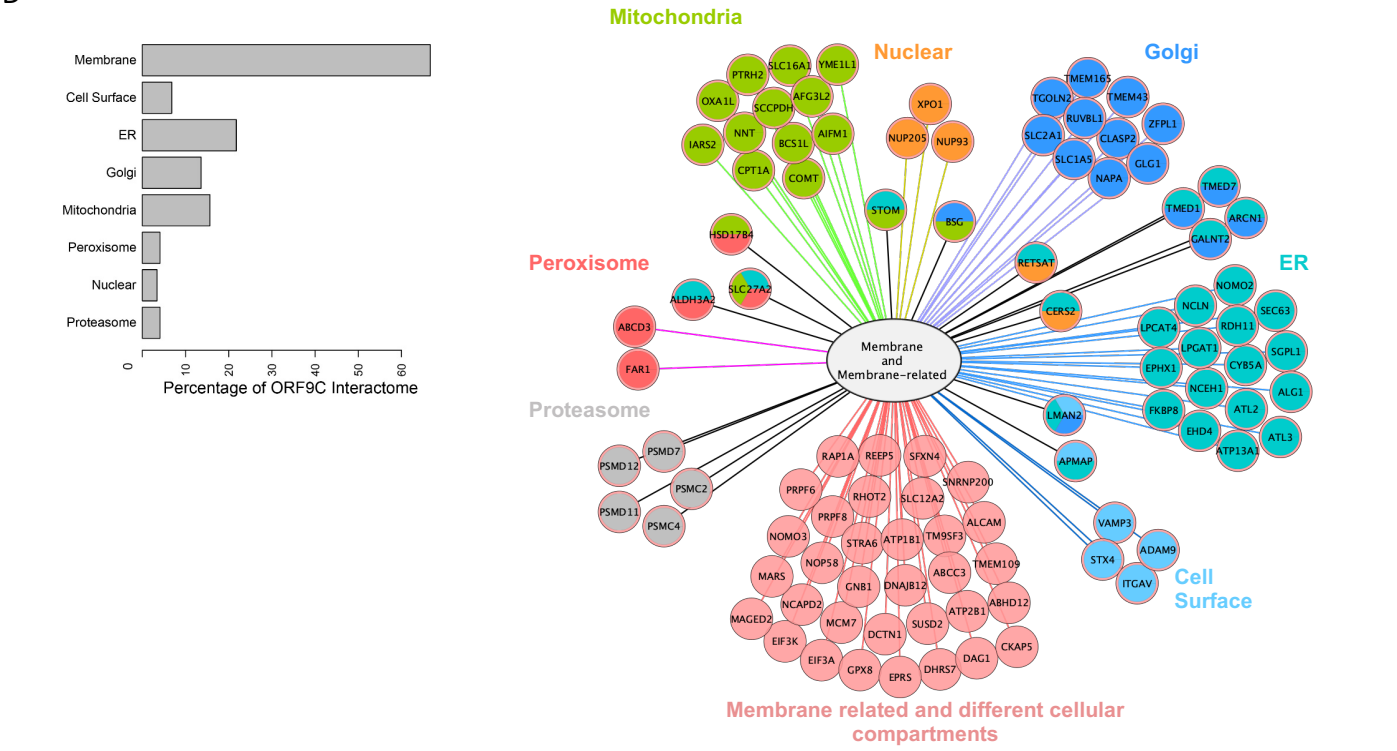 Membrane
Cell Surface
ER
Golgi
Mitochondria
Peroxisome
Nuclear
Proteasome
0 10 20 30 40 50 60
Percentage of ORF9C Interactome
Mitochondria
PTRH2
SLC16A1
YME1L1
OXA1L
SCCPDH
AFG3L2
IARS2
NNT
BCS1L
AIFM1
CPT1A
COMT
Nuclear
XPO1
NUP205
NUP93
STOM
BSG
Golgi
TMEM165
TGOLN2
TMEM43
RUVBL1
ZFPL1
SLC2A1
CLASP2
SLC1A5
GLG1
NAPA
TMED7
TMED1
ARCN1
GALNT2
RETSAT
CERS2
ER
NOMO2
NCLN
SEC63
LPCAT4
RDH11
LPGAT1
SGPL1
EPHX1
CYB5A
NCEH1
ALG1
FKBP8
ATL2
EHD4
ATL3
ATP13A1
LMAN2
APMAP
HSD17B4
Peroxisome
SLC27A2
ALDH3A2
ABCD3
FAR1
Membrane
and
Membrane-related
Proteasome
PSMD7
PSMD12
PSMC2
PSMD11
PSMC4
VAMP3
STX4
ADAM9
ITGAV
Cell
Surface
RAP1A
REEP5
SFXN4
PRPF6
RHOT2
SLC12A2
SNRNP200
PRPF8
ALCAM
NOMO3
STRA6
ATP1B1
TM9SF3
NOP58
TMEM109
MARS
GNB1
DNAJB12
ABCC3
NCAPD2
ABHD12
MAGED2
MCM7
SUSD2
ATP2B1
EIF3K
DCTN1
CKAP5
EIF3A
GPX8
EPRS
DHRS7
DAG1
Membrane related and different cellular
compartments